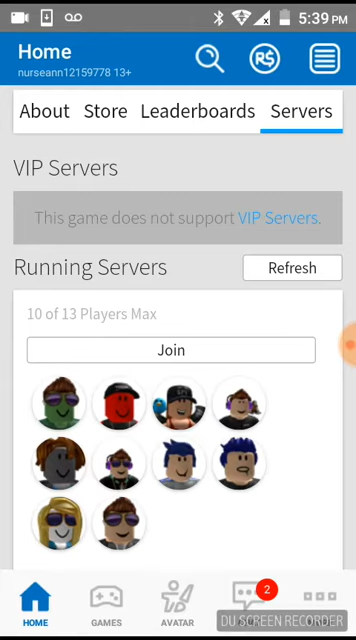 5:39 PM
Home
nurseann12159778 13+
R$
About Store Leaderboards Servers
VIP Servers
This game does not support VIP Servers.
Running Servers
Refresh
10 of 13 Players Max
Join
2
HOME GAMES AVATAR
DU SCREEN RECORDER